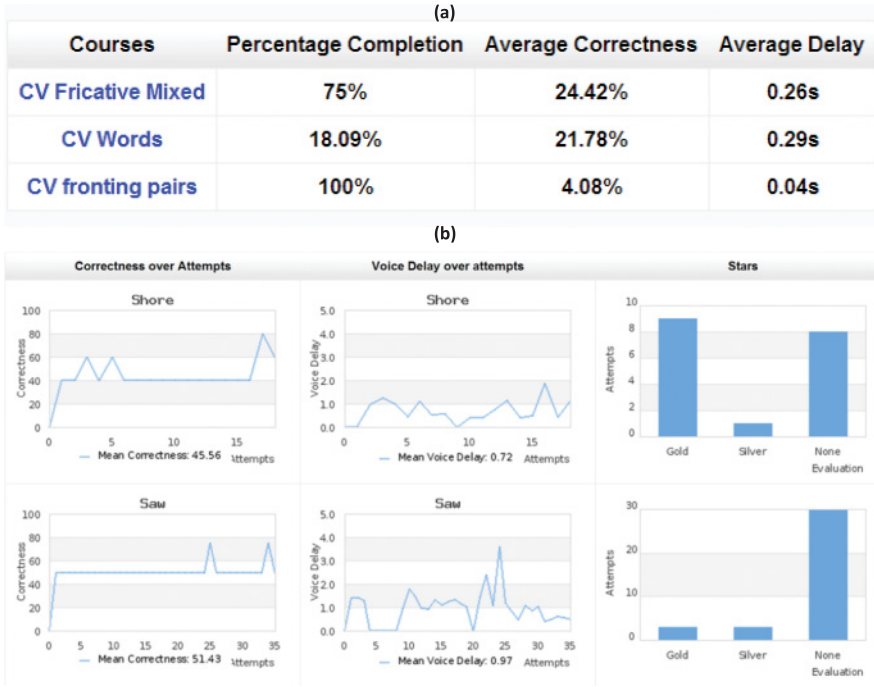 (a)
Courses Percentage Completion Average Correctness Average Delay
CV Fricative Mixed 75% 24.42% 0.26s
CV Words 18.09% 21.78% 0.29s
CV fronting pairs 100% 4.08% 0.04s
(b)
Correctness over Attempts Voice Delay over attempts Stars
Shore
100
80
60
40
20
0
Correctness
0 5 10 15
Mean Correctness: 45.56 Attempts
Shore
5.0
4.0
3.0
2.0
1.0
0.0
Voice Delay
0 5 10 15
Mean Voice Delay: 0.72 Attempts
10
8
6
4
2
0
Attempts
Gold Silver None
Evaluation
Saw
100
80
60
40
20
0
Correctness
0 5 10 15 20 25 30 35
Mean Correctness: 51.43 Attempts
Saw
5.0
4.0
3.0
2.0
1.0
0.0
Voice Delay
0 5 10 15 20 25 30 35
Mean Voice Delay: 0.97 Attempts
30
20
10
0
Attempts
Gold Silver None
Evaluation